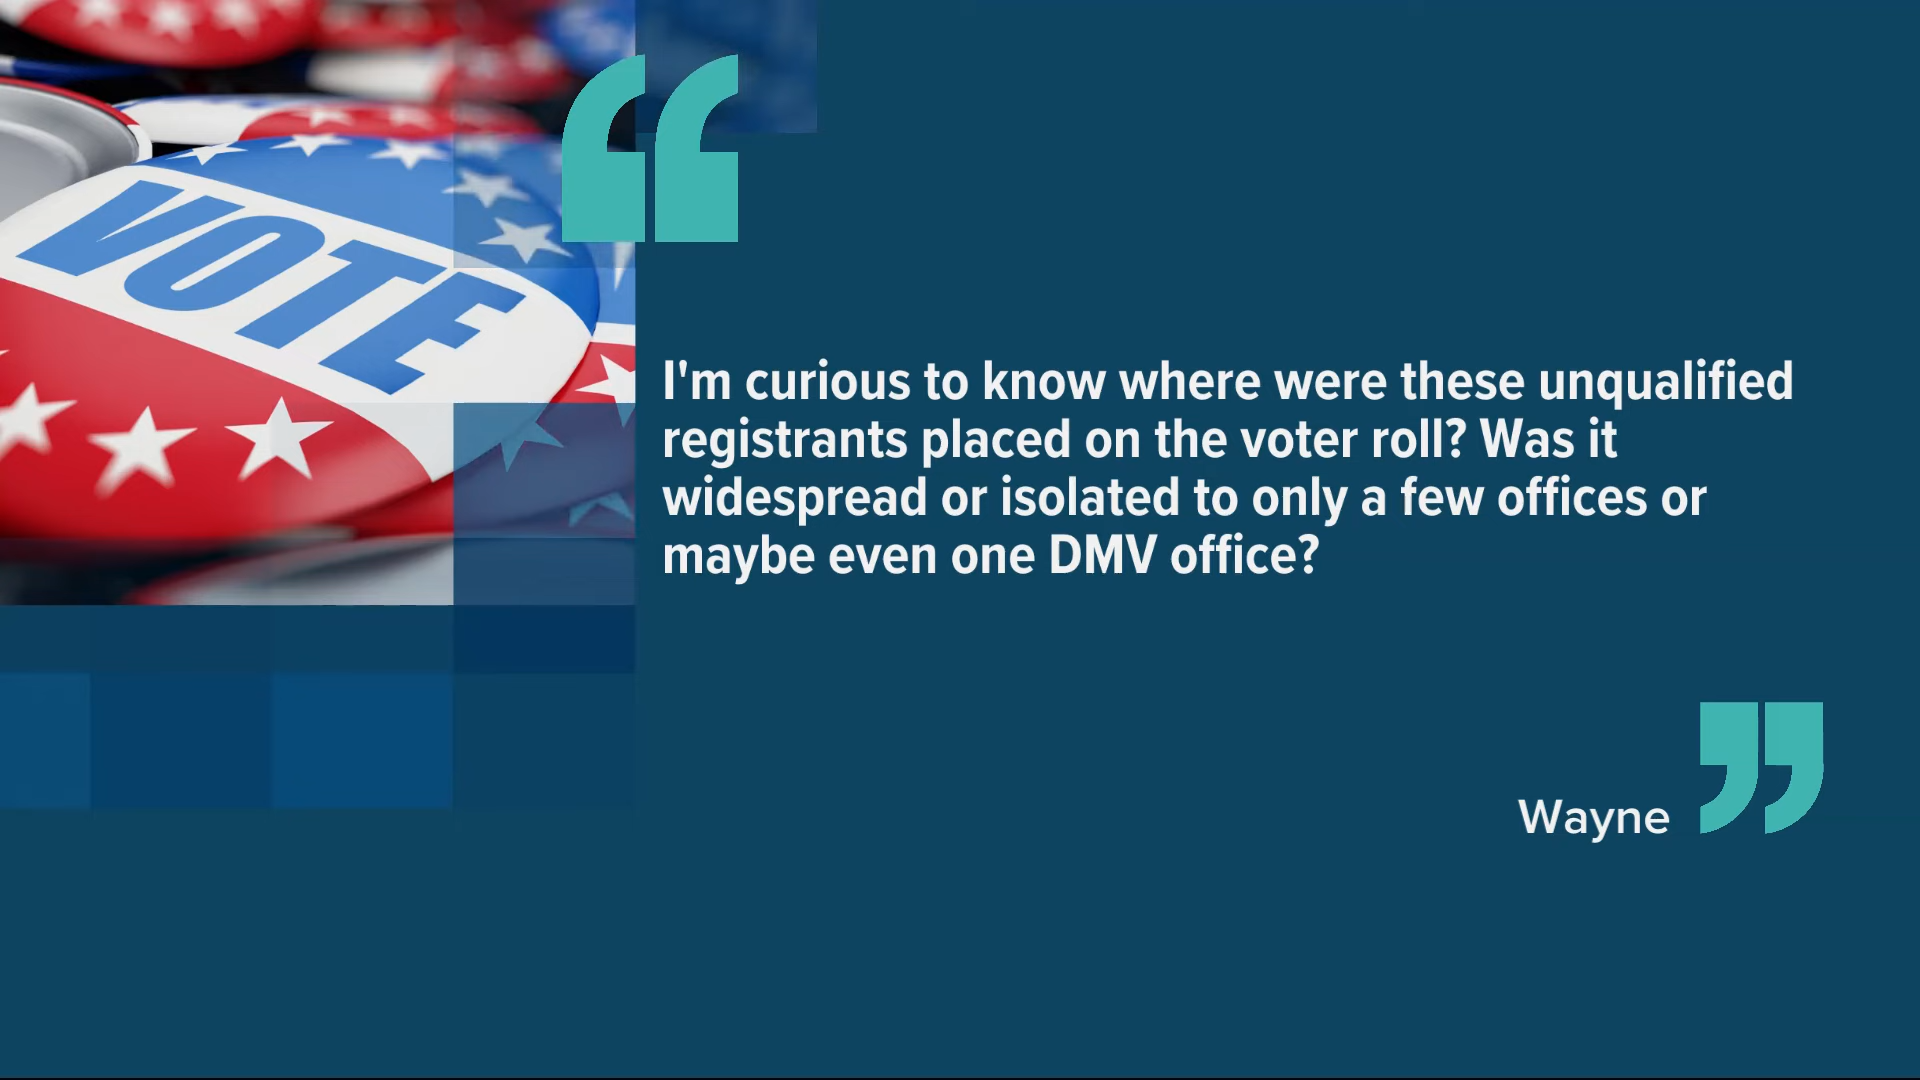 VOTE
“
I'm curious to know where were these unqualified
registrants placed on the voter roll? Was it
widespread or isolated to only a few offices or
maybe even one DMV office?
Wayne ”